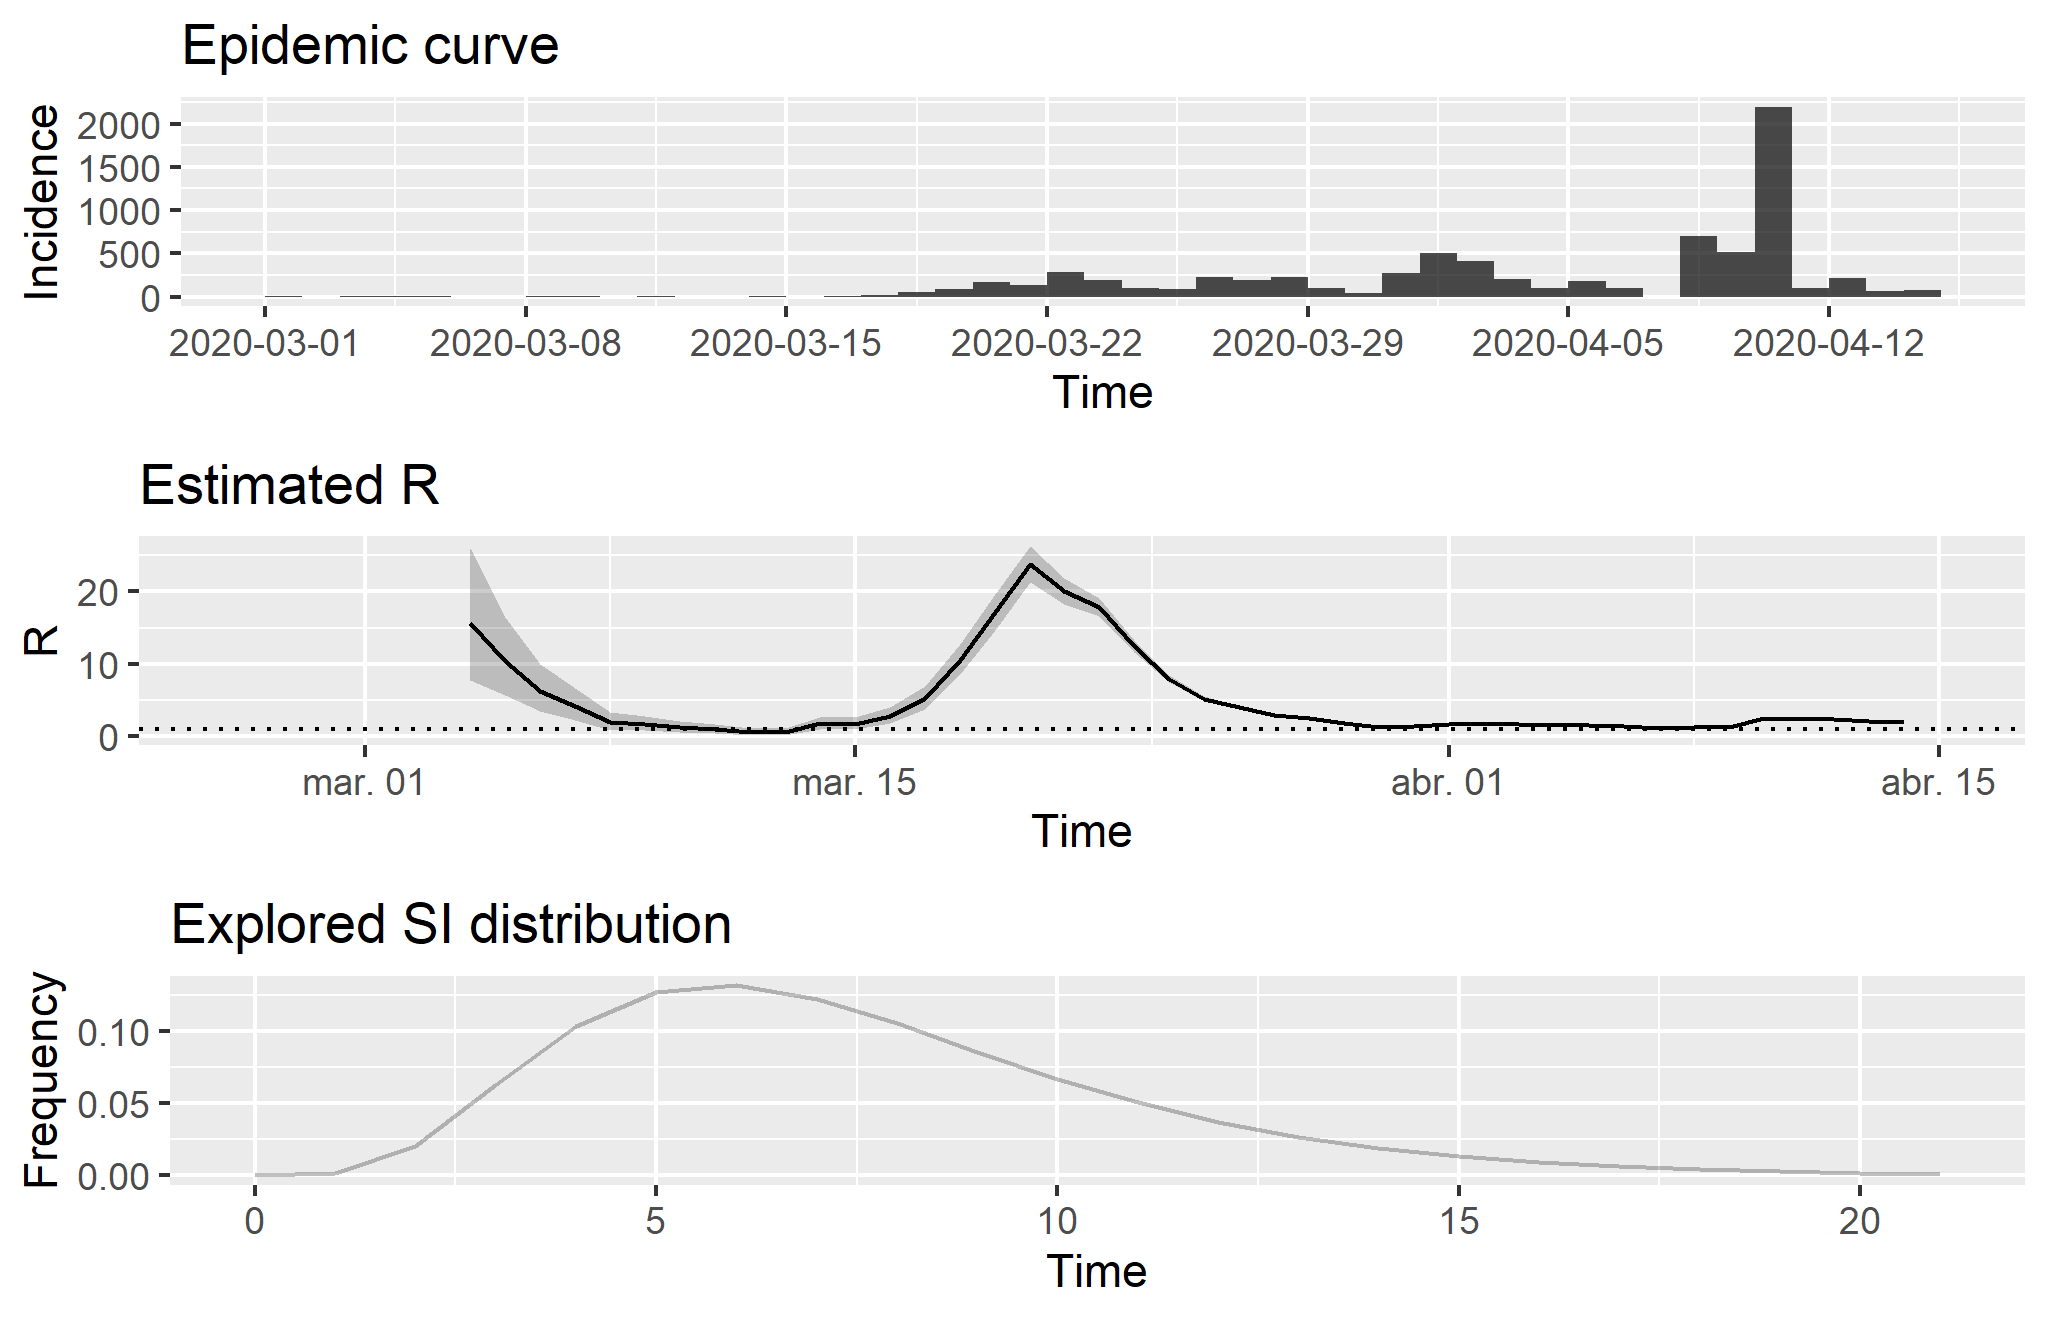 Epidemic curve
Incidence
2000
1500
1000
500
0
2020-03-01 2020-03-08 2020-03-15 2020-03-22 2020-03-29 2020-04-05 2020-04-12
Time
Estimated R
R
20
10
0
mar. 01 mar. 15 abr. 01 abr. 15
Time
Explored SI distribution
Frequency
0.10
0.05
0.00
0 5 10 15 20
Time